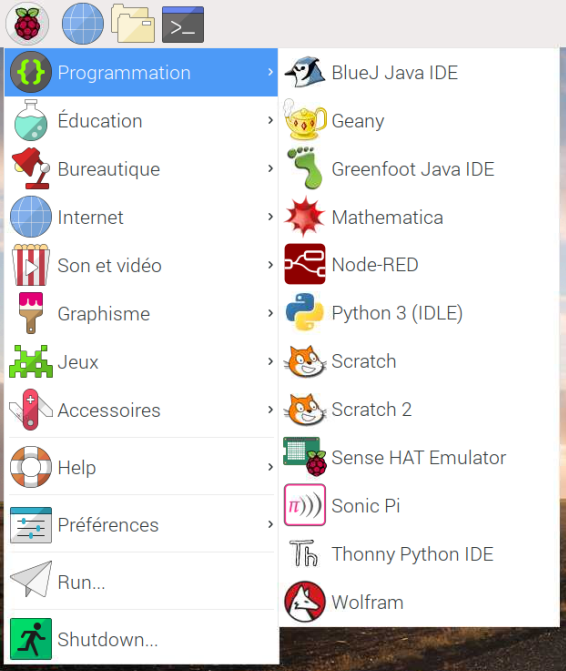 Programmation
Éducation
Bureautique
Internet
Son et vidéo
Graphisme
Jeux
Accessoires
Help
Préférences
Run...
Shutdown...
BlueJ Java IDE
Geany
Greenfoot Java IDE
Mathematica
Node-RED
Python 3 (IDLE)
Scratch
Scratch 2
Sense HAT Emulator
π)))
Sonic Pi
Th
Thonny Python IDE
Wolfram